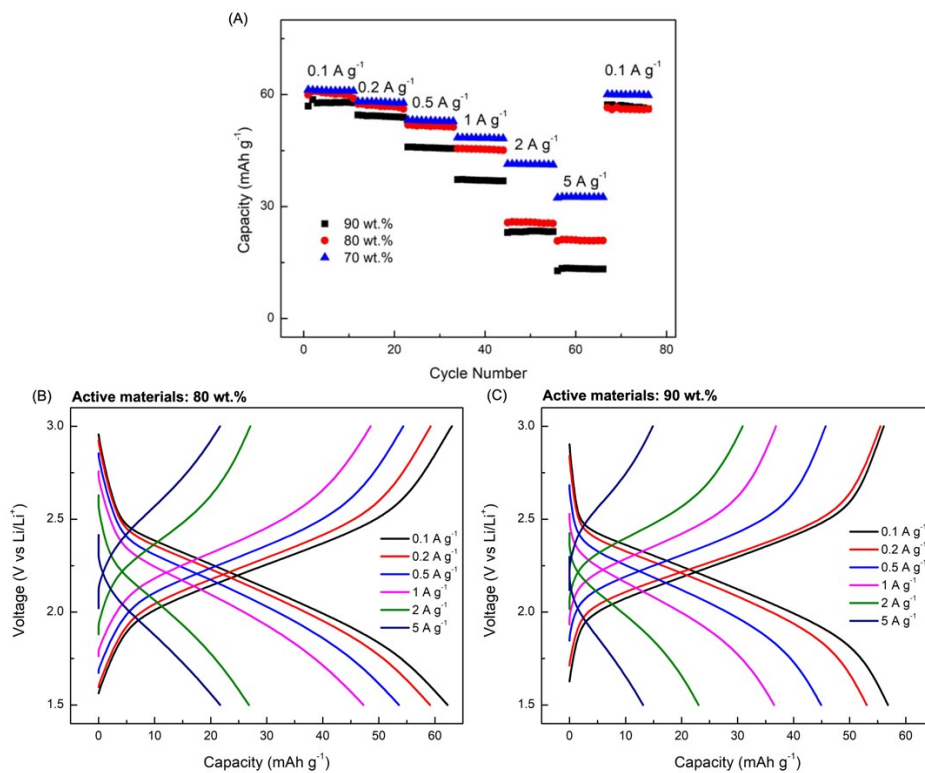 (A)
0.1 A g⁻¹
0.2 A g⁻¹
0.5 A g⁻¹
1 A g⁻¹
2 A g⁻¹
5 A g⁻¹
0.1 A g⁻¹
90 wt.%
80 wt.%
70 wt.%
60
30
0
Capacity (mAh g⁻¹)
0 20 40 60 80
Cycle Number
(B) Active materials: 80 wt.%
3.0
2.5
2.0
1.5
Voltage (V vs Li/Li⁺)
0.1 A g⁻¹
0.2 A g⁻¹
0.5 A g⁻¹
1 A g⁻¹
2 A g⁻¹
5 A g⁻¹
0 10 20 30 40 50 60
Capacity (mAh g⁻¹)
(C) Active materials: 90 wt.%
3.0
2.5
2.0
1.5
Voltage (V vs Li/Li⁺)
0.1 A g⁻¹
0.2 A g⁻¹
0.5 A g⁻¹
1 A g⁻¹
2 A g⁻¹
5 A g⁻¹
0 10 20 30 40 50 60
Capacity (mAh g⁻¹)